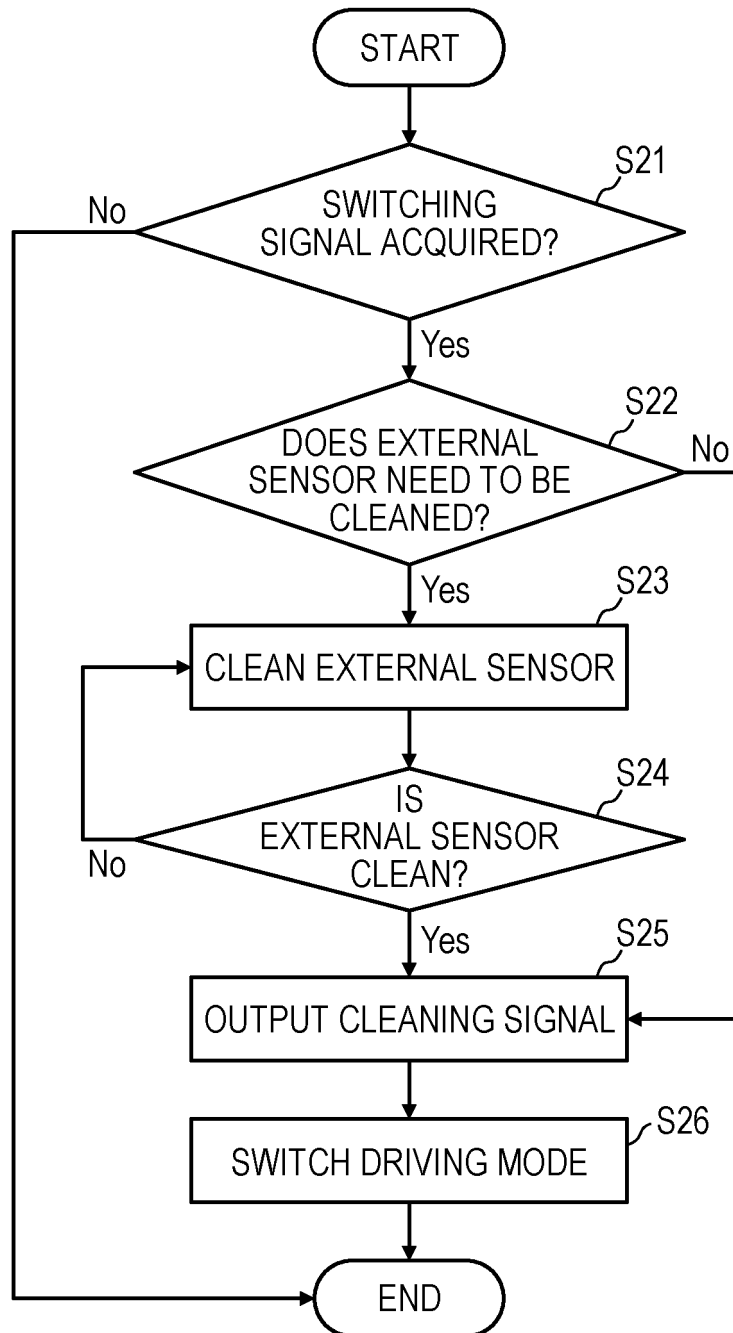 START
S21
No
SWITCHING
SIGNAL ACQUIRED?
Yes
S22
DOES EXTERNAL
SENSOR NEED TO BE
CLEANED?
No
Yes
S23
CLEAN EXTERNAL SENSOR
S24
IS
EXTERNAL SENSOR
CLEAN?
No
Yes
S25
OUTPUT CLEANING SIGNAL
S26
SWITCH DRIVING MODE
END